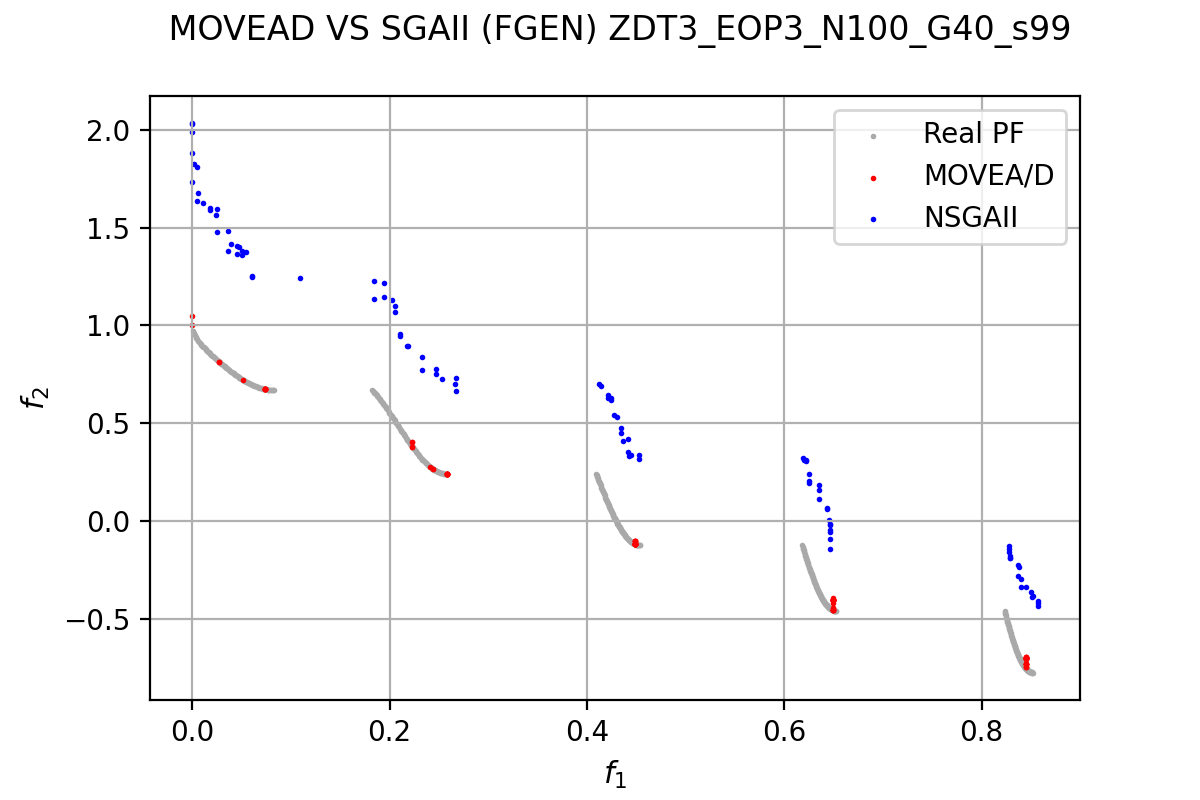 MOVEAD VS SGAII (FGEN) ZDT3_EOP3_N100_G40_s99
Real PF
MOVEA/D
NSGAII
2.0
1.5
1.0
0.5
0.0
−0.5
f2
0.0 0.2 0.4 0.6 0.8
f1